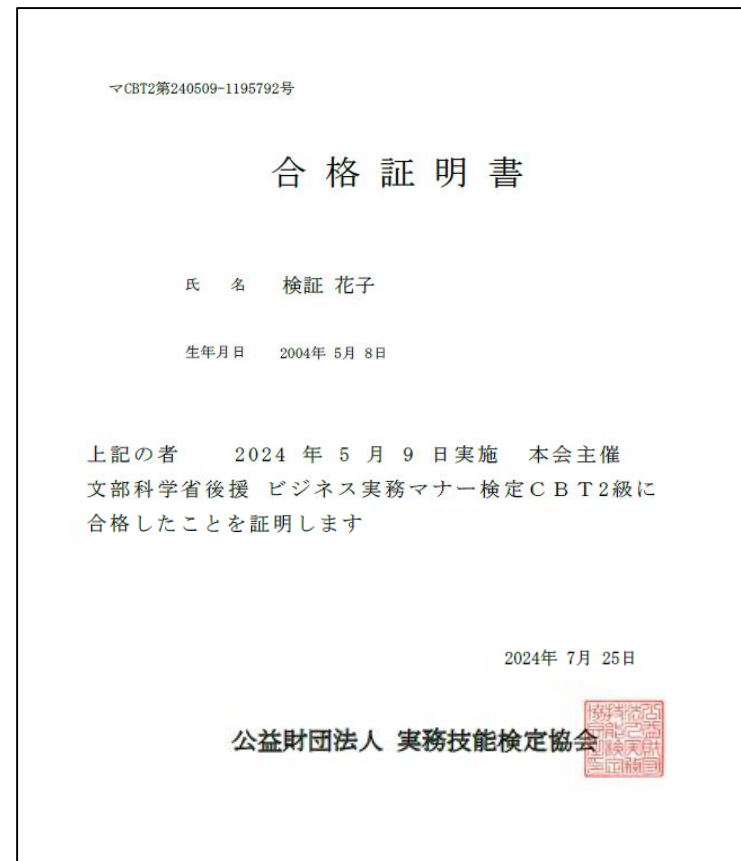 マCBT2第240509-1195792号
合格証明書
氏 名 検証 花子
生年月日 2004年 5月 8日
上記の者 2024 年 5 月 9 日実施 本会主催
文部科学省後援 ビジネス実務マナー検定ＣＢＴ2級に
合格したことを証明します
2024年 7月 25日
公益財団法人 実務技能検定協会